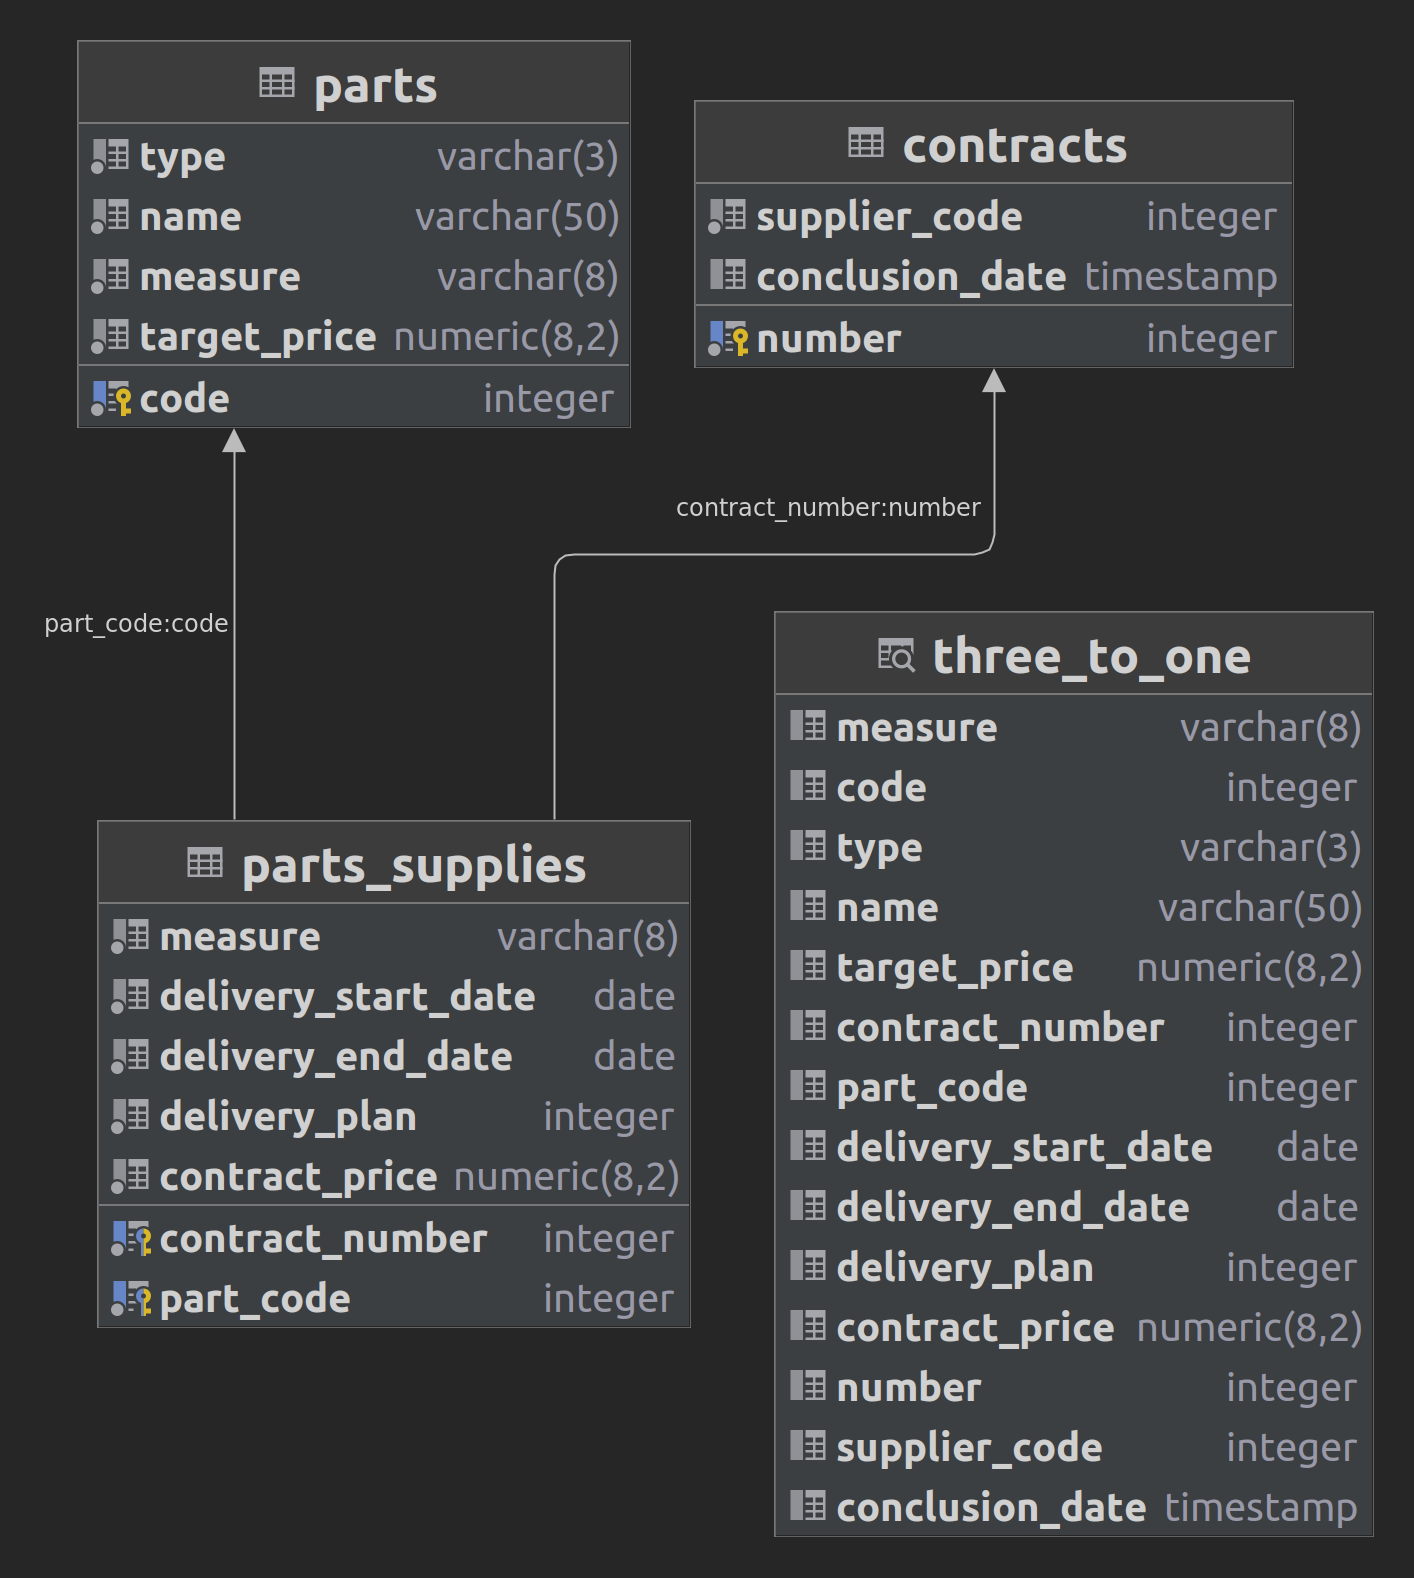 parts
type varchar(3)
name varchar(50)
measure varchar(8)
target_price numeric(8,2)
code integer
contracts
supplier_code integer
conclusion_date timestamp
number integer
contract_number:number
part_code:code
parts_supplies
measure varchar(8)
delivery_start_date date
delivery_end_date date
delivery_plan integer
contract_price numeric(8,2)
contract_number integer
part_code integer
three_to_one
measure varchar(8)
code integer
type varchar(3)
name varchar(50)
target_price numeric(8,2)
contract_number integer
part_code integer
delivery_start_date date
delivery_end_date date
delivery_plan integer
contract_price numeric(8,2)
number integer
supplier_code integer
conclusion_date timestamp